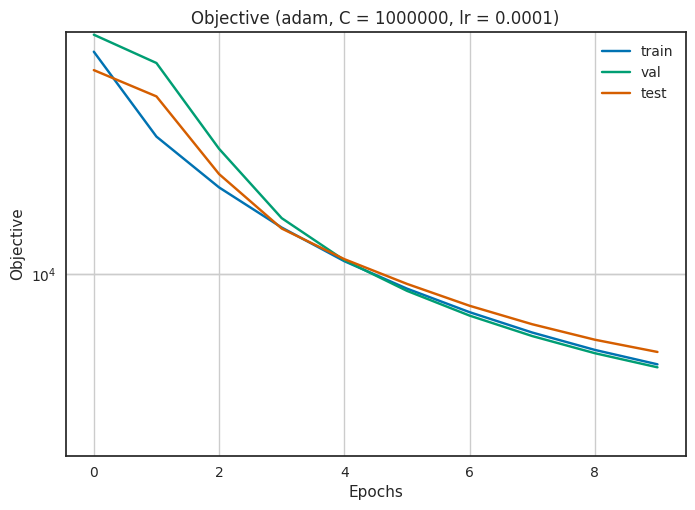 Objective (adam, C = 1000000, lr = 0.0001)
train
val
test
Objective
10⁴
0 2 4 6 8
Epochs